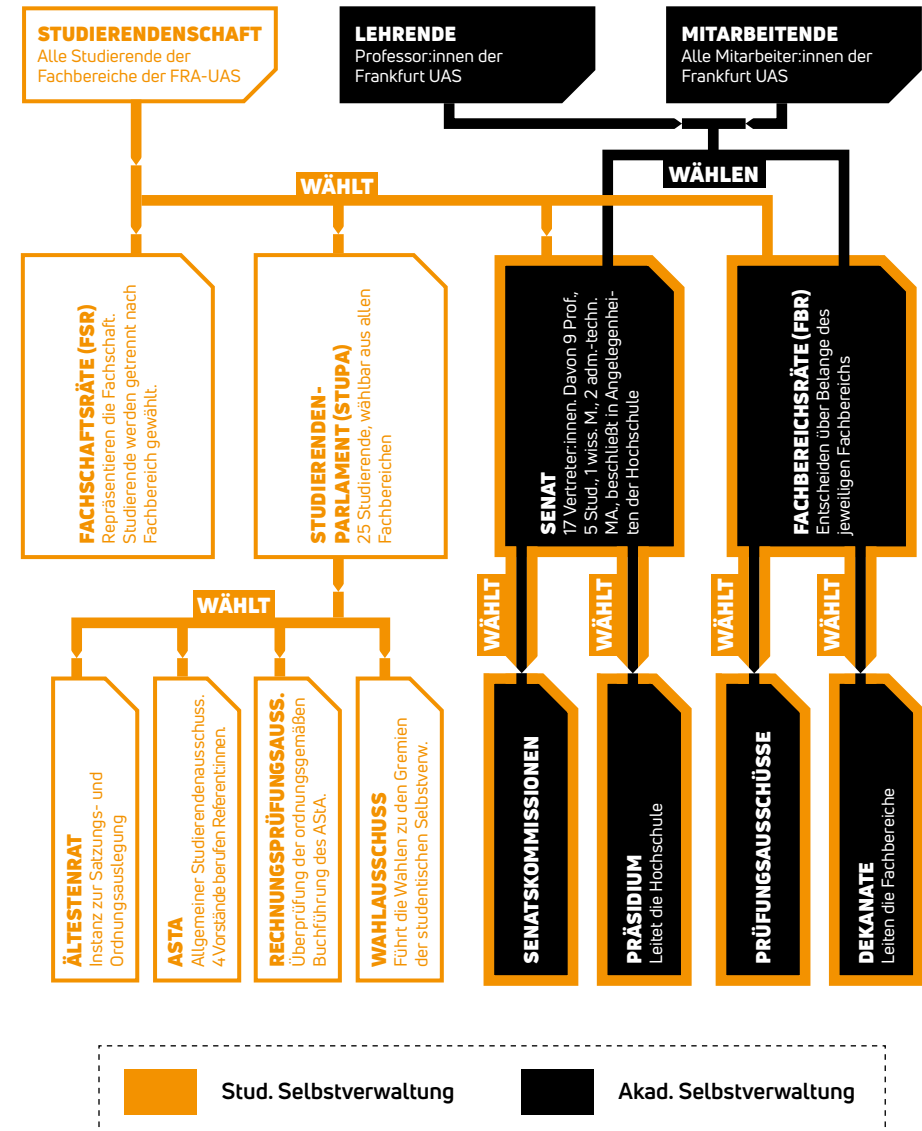 STUDIERENDENSCHAFT
Alle Studierende der
Fachbereiche der FRA-UAS
LEHRENDE
Professor:innen der
Frankfurt UAS
MITARBEITENDE
Alle Mitarbeiter:innen der
Frankfurt UAS
WÄHLEN
WÄHLT
FACHSCHAFTSRÄTE (FSR)
Repräsentieren die Fachschaft.
Studierende werden getrennt nach
Fachbereich gewählt.
STUDIERENDEN-
PARLAMENT (STUPA)
25 Studierende, wählbar aus allen
Fachbereichen
SENAT
17 Vertreter:innen. Davon 9 Prof.,
5 Stud., 1 wiss. M., 2 adm.-techn.
MA., beschließt in Angelegenhei-
ten der Hochschule
FACHBEREICHSRÄTE (FBR)
Entscheiden über Belange des
jeweiligen Fachbereichs
WÄHLT
WÄHLT
WÄHLT
WÄHLT
WÄHLT
ÄLTESTENRAT
Instanz zur Satzungs- und
Ordnungsauslegung
ASTA
Allgemeiner Studierendenausschuss.
4 Vorstände berufen Referent:innen.
RECHNUNGSPRÜFUNGSAUSS.
Überprüfung der ordnungsgemäßen
Buchführung des AStA.
WAHLAUSSCHUSS
Führt die Wahlen zu den Gremien
der studentischen Selbstverw.
SENATSKOMMISSIONEN
PRÄSIDIUM
Leitet die Hochschule
PRÜFUNGSAUSSCHÜSSE
DEKANATE
Leiten die Fachbereiche
Stud. Selbstverwaltung
Akad. Selbstverwaltung